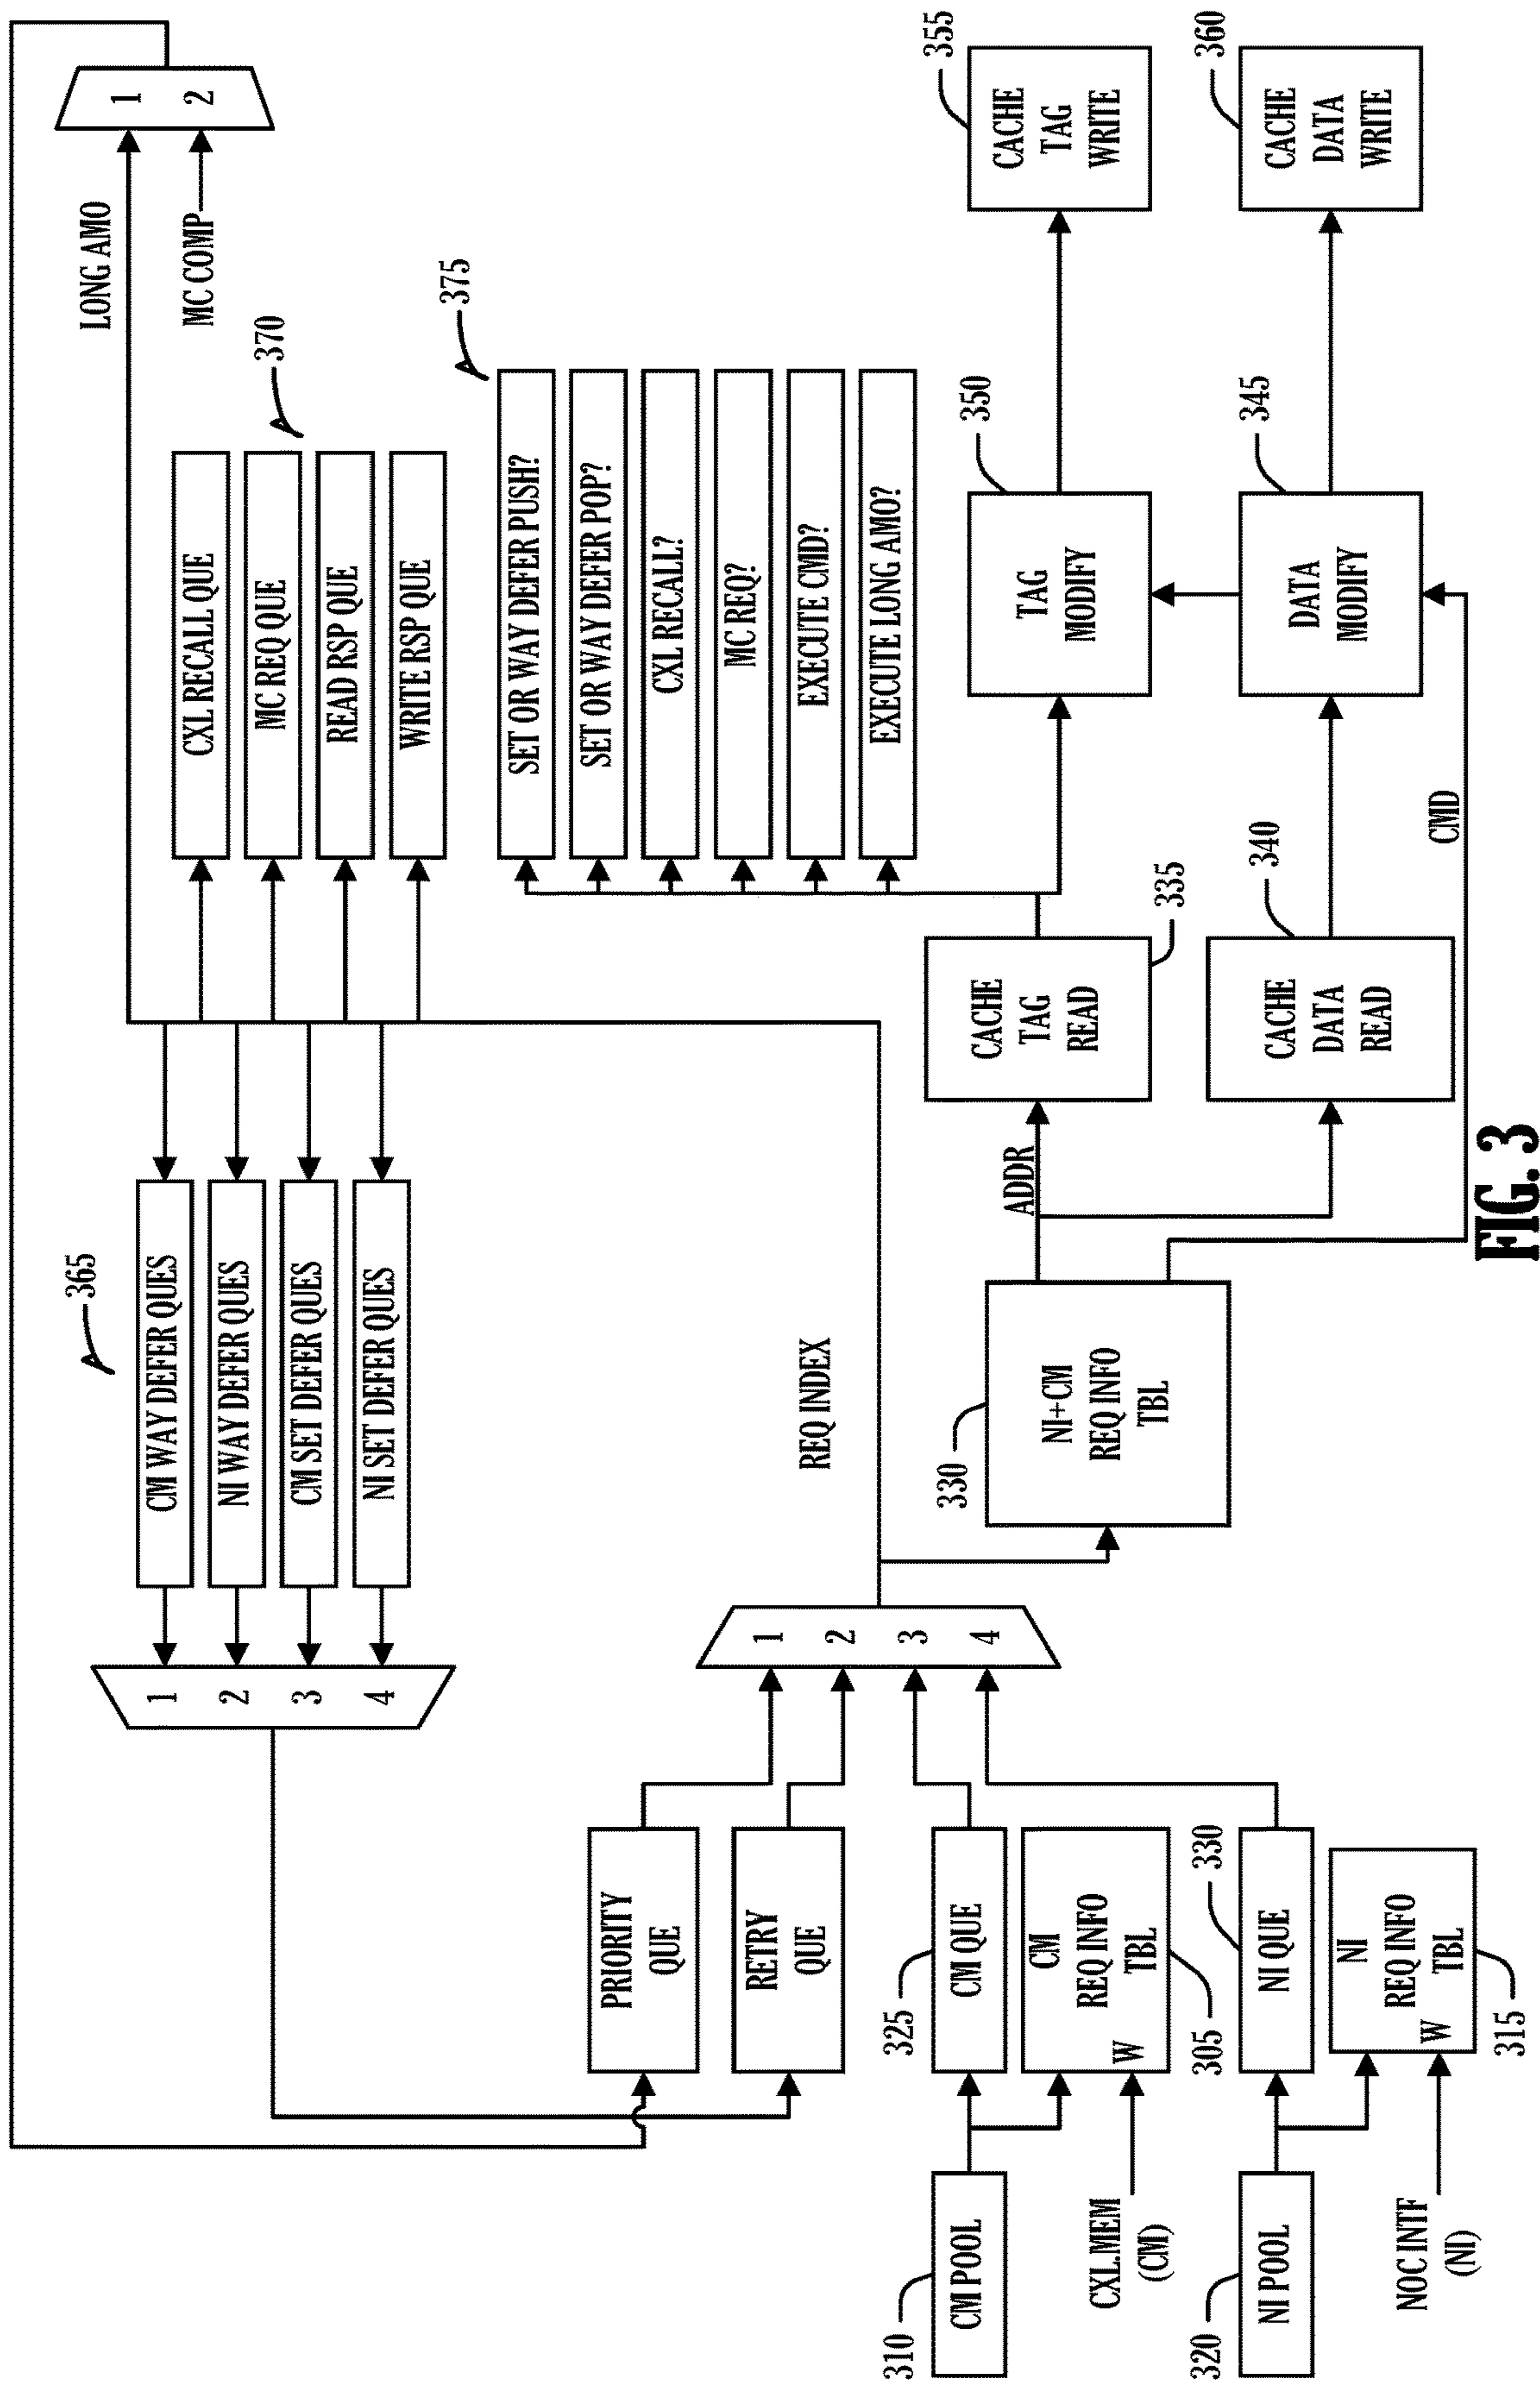 LONG AMO
MC COMP
1
2
365
CM WAY DEFER QUES
NI WAY DEFER QUES
CM SET DEFER QUES
NI SET DEFER QUES
1
2
3
4
370
CXL RECALL QUE
MC REQ QUE
READ RSP QUE
WRITE RSP QUE
375
SET OR WAY DEFER PUSH?
SET OR WAY DEFER POP?
CXL RECALL?
MC REQ?
EXECUTE CMD?
EXECUTE LONG AMO?
PRIORITY
QUE
RETRY
QUE
1
2
3
4
REQ INDEX
310
CM POOL
325
CM QUE
CM
REQ INFO
TBL
W
305
CXL.MEM
(CM)
320
NI POOL
330
NI QUE
NI
REQ INFO
TBL
W
315
NOC INTF
(NI)
330
NI+CM
REQ INFO
TBL
ADDR
CACHE
TAG
READ
335
340
CACHE
DATA
READ
CMD
350
TAG
MODIFY
345
DATA
MODIFY
355
CACHE
TAG
WRITE
360
CACHE
DATA
WRITE
FIG. 3